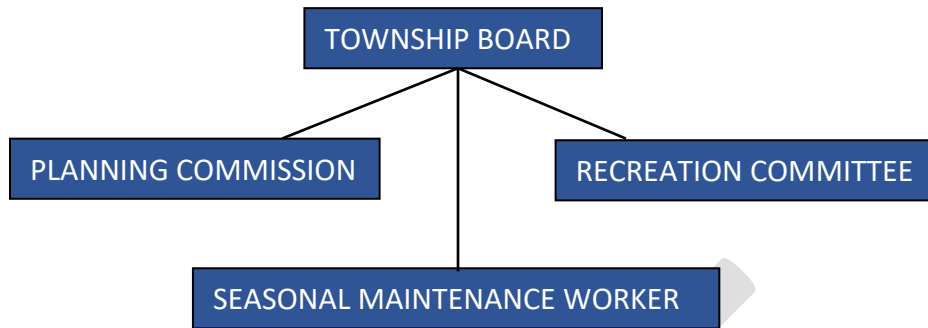 TOWNSHIP BOARD
PLANNING COMMISSION
RECREATION COMMITTEE
SEASONAL MAINTENANCE WORKER